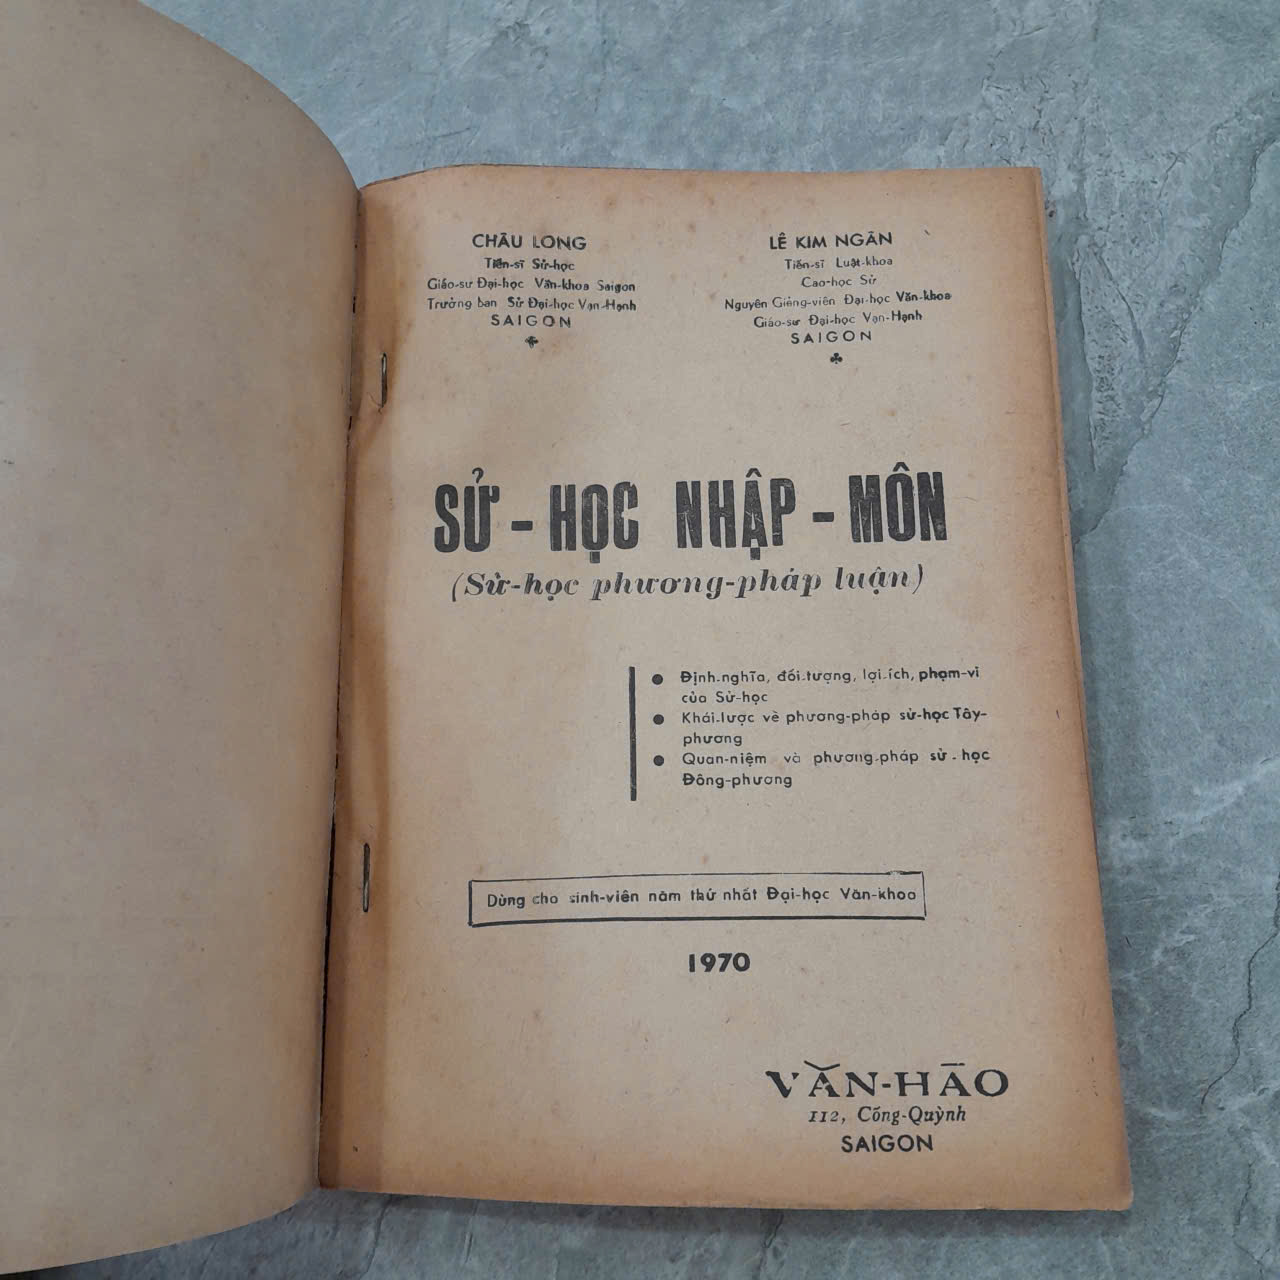 CHÂU LONG
Tiến-sĩ Sử-học
Giáo-sư Đại-học Văn-khoa Saigon
Trưởng ban Sử Đại-học Vạn-Hạnh
SAIGON
LÊ KIM NGÂN
Tiến-sĩ Luật-khoa
Cao-học Sử
Nguyên Giảng-viên Đại-học Văn-khoa
Giáo-sư Đại-học Vạn-Hạnh
SAIGON
SỬ - HỌC NHẬP - MÔN
(Sử-học phương-pháp luận)
● Định-nghĩa, đối-tượng, lợi-ích, phạm-vi
của Sử-học
● Khái-lược về phương-pháp sử-học Tây-
phương
● Quan-niệm và phương-pháp sử-học
Đông-phương
Dùng cho sinh-viên năm thứ nhất Đại-học Văn-khoa
1970
VĂN-HÀO
112, Cống-Quỳnh
SAIGON